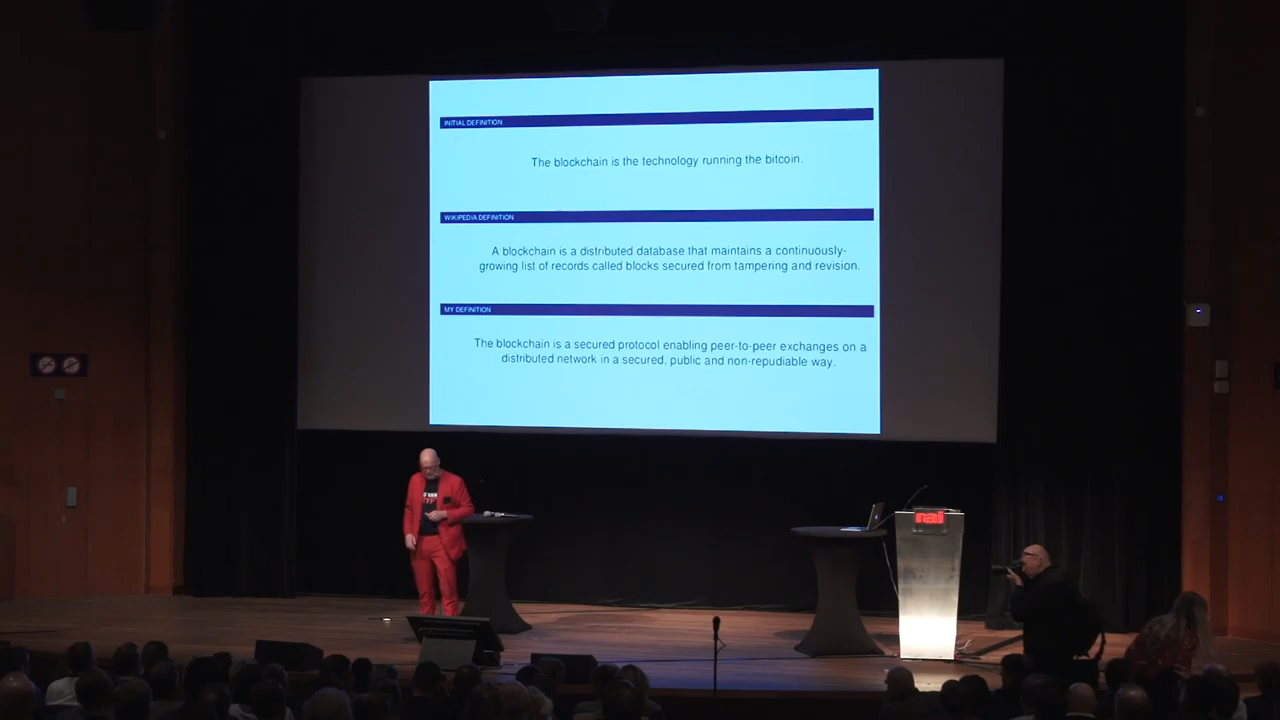 INITIAL DEFINITION
The blockchain is the technology running the bitcoin.
WIKIPEDIA DEFINITION
A blockchain is a distributed database that maintains a continuously-
growing list of records called blocks secured from tampering and revision.
MY DEFINITION
The blockchain is a secured protocol enabling peer-to-peer exchanges on a
distributed network in a secured, public and non-repudiable way.
rai